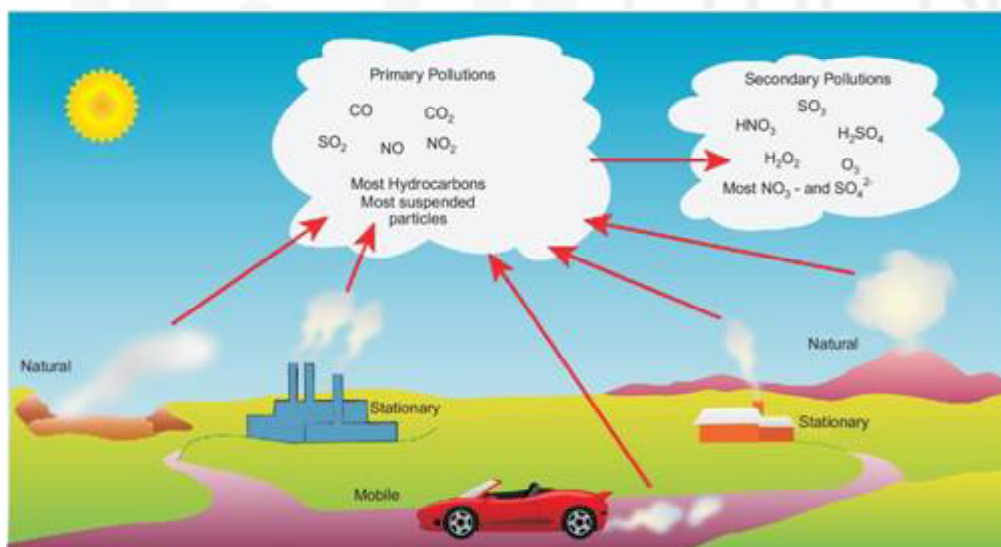 Primary Pollutions
CO CO₂
SO₂ NO NO₂
Most Hydrocarbons
Most suspended
particles
Secondary Pollutions
SO₃
HNO₃ H₂SO₄
H₂O₂ O₃
Most NO₃ - and SO₄²⁻
Natural
Stationary
Mobile
Natural
Stationary